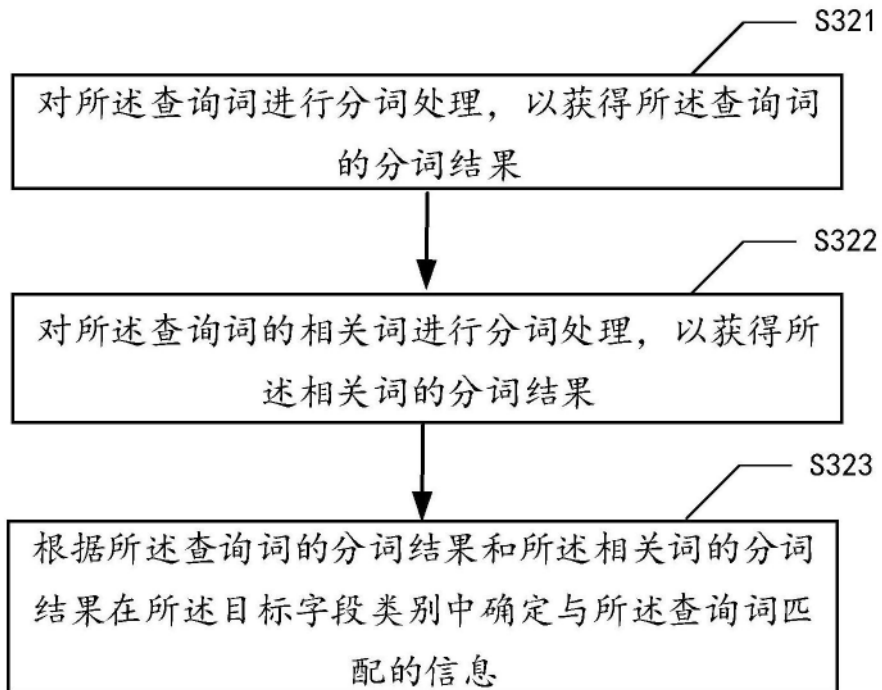 S321
对所述查询词进行分词处理，以获得所述查询词
的分词结果
S322
对所述查询词的相关词进行分词处理，以获得所
述相关词的分词结果
S323
根据所述查询词的分词结果和所述相关词的分词
结果在所述目标字段类别中确定与所述查询词匹
配的信息